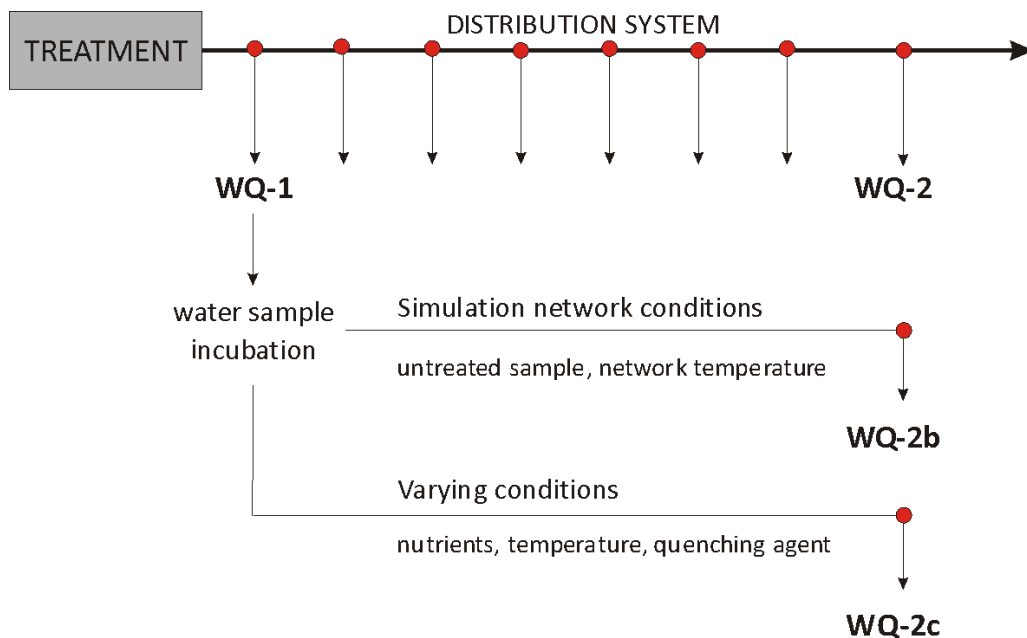 DISTRIBUTION SYSTEM
TREATMENT
WQ-1
WQ-2
water sample
incubation
Simulation network conditions
untreated sample, network temperature
WQ-2b
Varying conditions
nutrients, temperature, quenching agent
WQ-2c